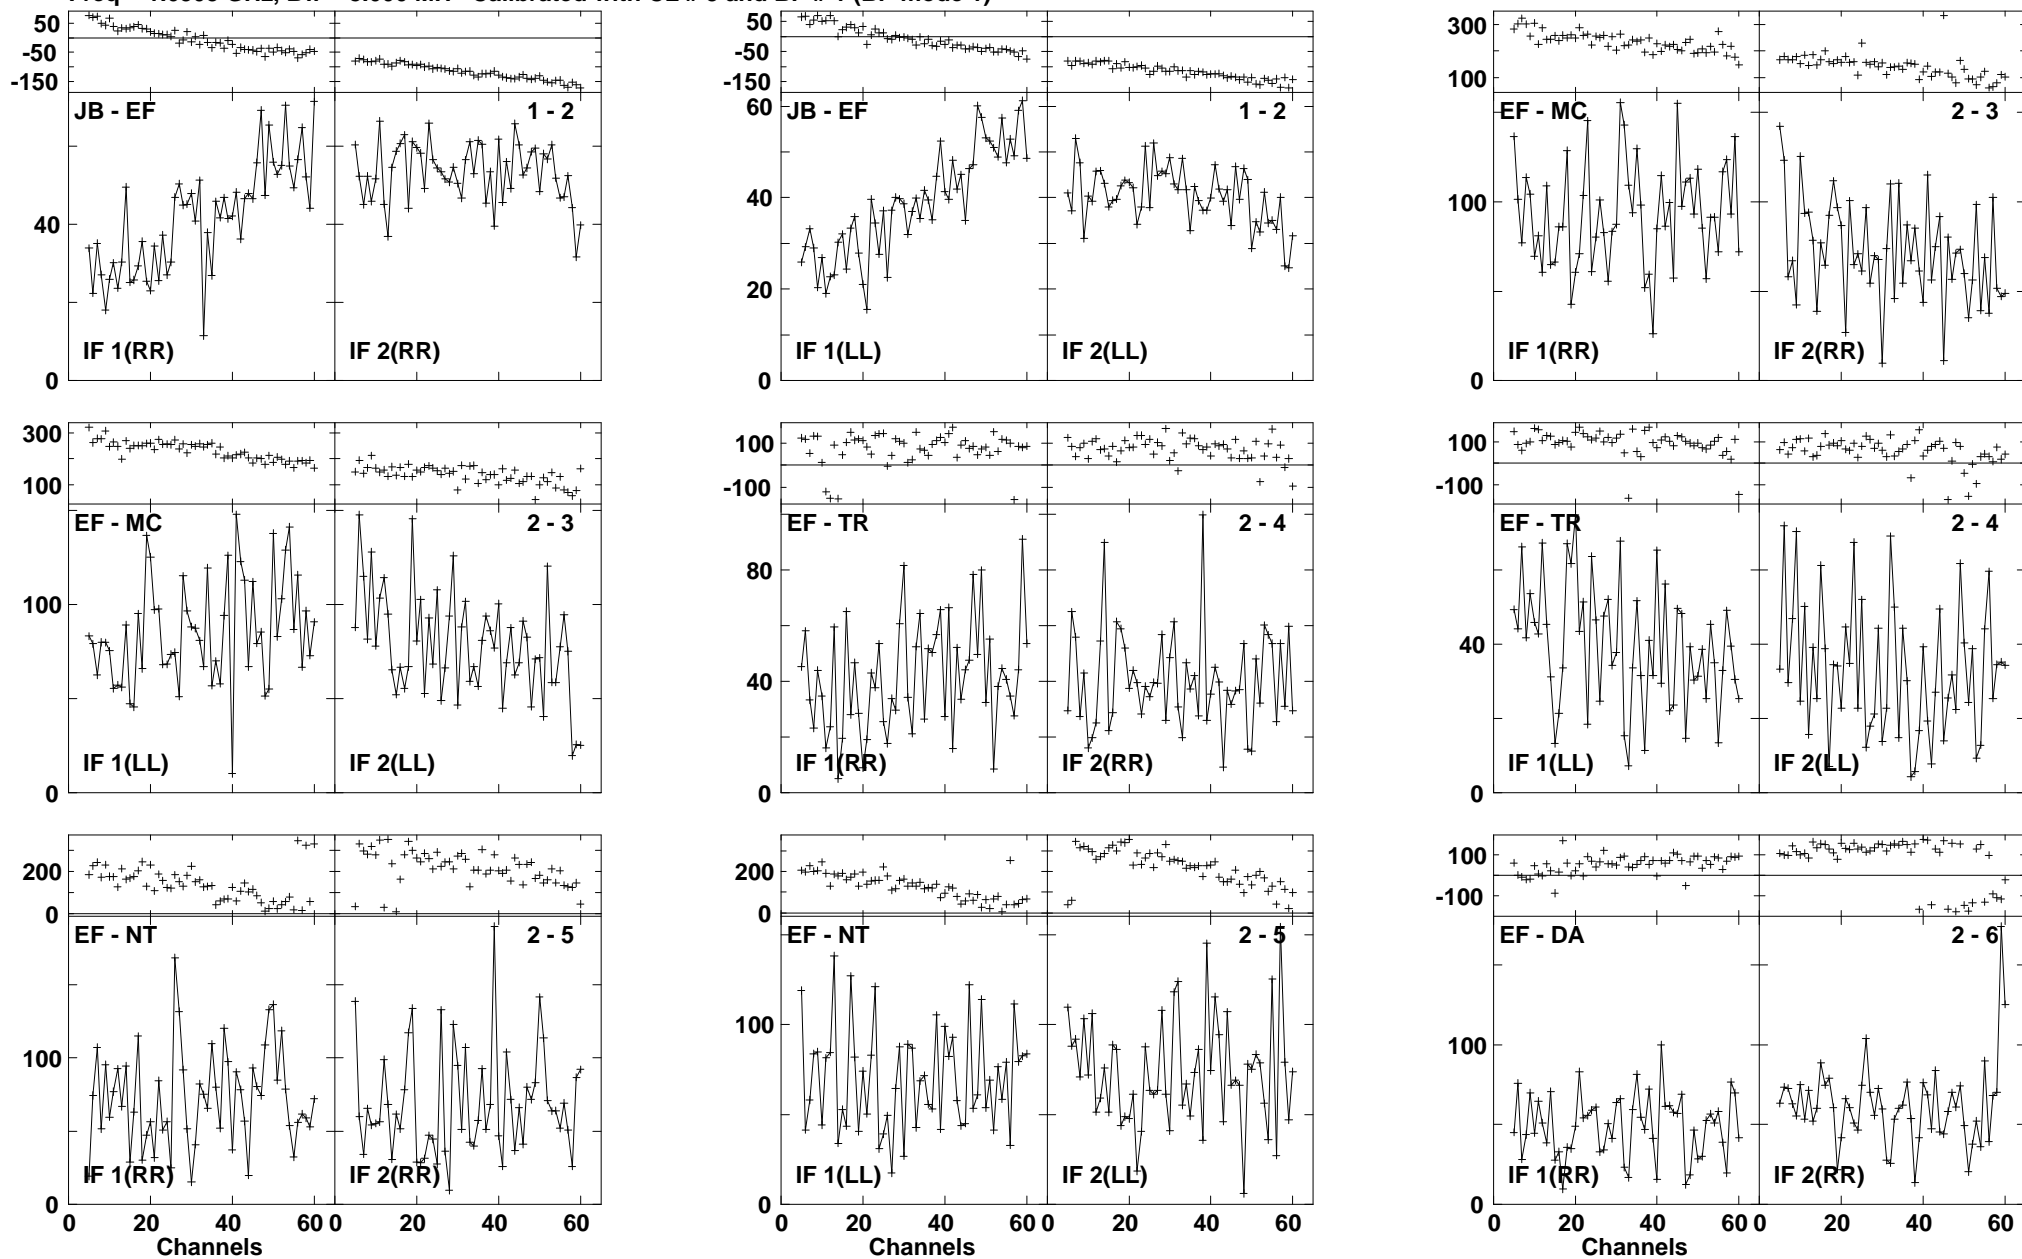 50 -50 -150
50 -50 -150
300 100
JB - EF 1 - 2
60 JB - EF 1 - 2
EF - MC 2 - 3
40
40
20
100
IF 1(RR) IF 2(RR)
IF 1(LL) IF 2(LL)
IF 1(RR) IF 2(RR)
0
0
0
300 100
100 -100
100 -100
EF - MC 2 - 3
EF - TR 2 - 4
EF - TR 2 - 4
100
80
40
40
IF 1(LL) IF 2(LL)
IF 1(RR) IF 2(RR)
IF 1(LL) IF 2(LL)
0
0
0
200 0
200 0
100 -100
EF - NT 2 - 5
EF - NT 2 - 5
EF - DA 2 - 6
100
100
100
IF 1(RR) IF 2(RR)
IF 1(LL) IF 2(LL)
IF 1(RR) IF 2(RR)
0
0
0
0 20 40 60 0 20 40 60
0 20 40 60 0 20 40 60
0 20 40 60 0 20 40 60
Channels
Channels